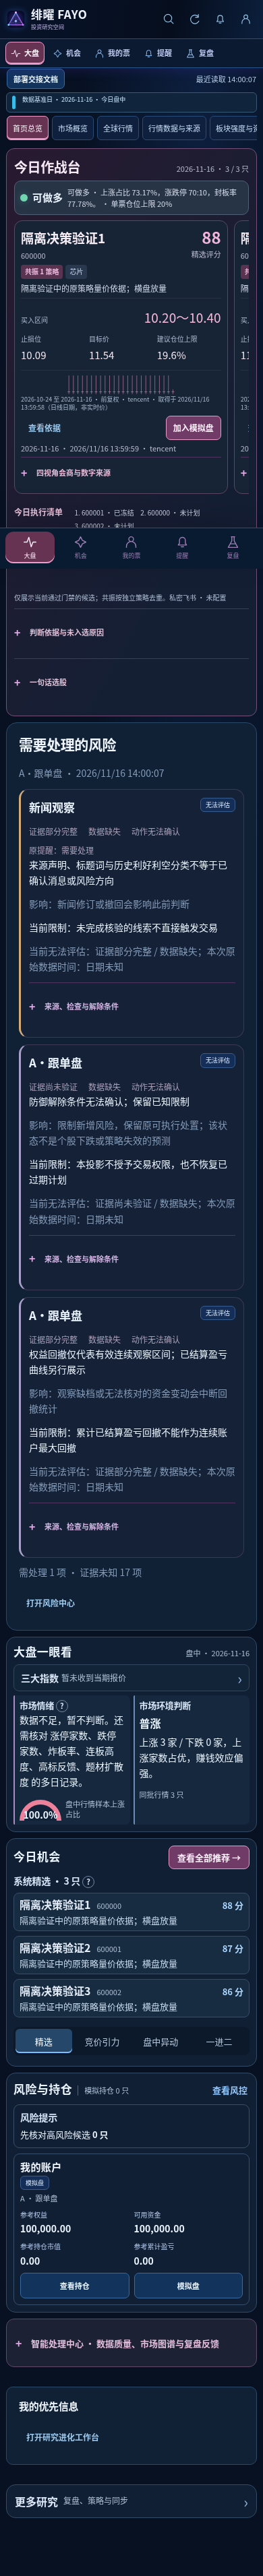 绯曜 FAYO
投资研究空间
大盘 机会 我的票 提醒 复盘
部署交接文档 最近读取 14:00:07
数据基准日 · 2026-11-16 · 今日盘中
首页总览 市场概览 全球行情 行情数据与来源 板块强度与资
今日作战台 2026-11-16 · 3 / 3 只
可做多 可做多 · 上涨占比 73.17%，涨跌停 70:10，封板率 77.78%。 · 单票仓位上限 20%
隔离决策验证1 88
600000 精选评分
共振 1 策略 芯片
隔离验证中的原策略量价依据；横盘放量
买入区间 10.20～10.40
止损位 目标价 建议仓位上限
10.09 11.54 19.6%
2026-10-24 至 2026-11-16 · 前复权 · tencent · 取得于 2026/11/16
13:59:58（日线日期，非实时价）
查看依据 加入模拟盘
2026-11-16 · 2026/11/16 13:59:59 · tencent
+ 四视角会商与数字来源
今日执行清单 1. 600001 · 已冻结 2. 600000 · 未计划
3. 600002 · 未计划
大盘 机会 我的票 提醒 复盘
仅展示当前通过门禁的候选；共振按独立策略去重。私密飞书 · 未配置
+ 判断依据与未入选原因
+ 一句话选股
需要处理的风险
A · 跟单盘 · 2026/11/16 14:00:07
新闻观察 无法评估
证据部分完整 数据缺失 动作无法确认
原提醒：需要处理
来源声明、标题词与历史利好利空分类不等于已确认消息或风险方向
影响：新闻修订或撤回会影响此前判断
当前限制：未完成核验的线索不直接触发交易
当前无法评估：证据部分完整 / 数据缺失；本次原始数据时间：日期未知
+ 来源、检查与解除条件
A · 跟单盘 无法评估
证据尚未验证 数据缺失 动作无法确认
防御解除条件无法确认；保留已知限制
影响：限制新增风险，保留原可执行处置；该状态不是个股下跌或策略失效的预测
当前限制：本投影不授予交易权限，也不恢复已过期计划
当前无法评估：证据尚未验证 / 数据缺失；本次原始数据时间：日期未知
+ 来源、检查与解除条件
A · 跟单盘 无法评估
证据部分完整 数据缺失 动作无法确认
权益回撤仅代表有效连续观察区间；已结算盈亏曲线另行展示
影响：观察缺档或无法核对的资金变动会中断回撤统计
当前限制：累计已结算盈亏回撤不能作为连续账户最大回撤
当前无法评估：证据部分完整 / 数据缺失；本次原始数据时间：日期未知
+ 来源、检查与解除条件
需处理 1 项 · 证据未知 17 项
打开风险中心
大盘一眼看 盘中 · 2026-11-16
三大指数 暂未收到当期报价 ›
市场情绪 ?
数据不足，暂不判断。还需核对 涨停家数、跌停家数、炸板率、连板高度、高标反馈、题材扩散度 的多日记录。
100.0% 盘中行情样本上涨占比
市场环境判断
普涨
上涨 3 家 / 下跌 0 家，上涨家数占优，赚钱效应偏强。
同批行情 3 只
今日机会 查看全部推荐 →
系统精选 · 3 只 ?
隔离决策验证1 600000 88 分
隔离验证中的原策略量价依据；横盘放量
隔离决策验证2 600001 87 分
隔离验证中的原策略量价依据；横盘放量
隔离决策验证3 600002 86 分
隔离验证中的原策略量价依据；横盘放量
精选 竞价引力 盘中异动 一进二
风险与持仓 模拟持仓 0 只 查看风控
风险提示
先核对高风险候选 0 只
我的账户
模拟盘
A · 跟单盘
参考权益 可用资金
100,000.00 100,000.00
参考持仓市值 参考累计盈亏
0.00 0.00
查看持仓 模拟盘
+ 智能处理中心 · 数据质量、市场图谱与复盘反馈
我的优先信息
打开研究进化工作台
更多研究 复盘、策略与同步 ›